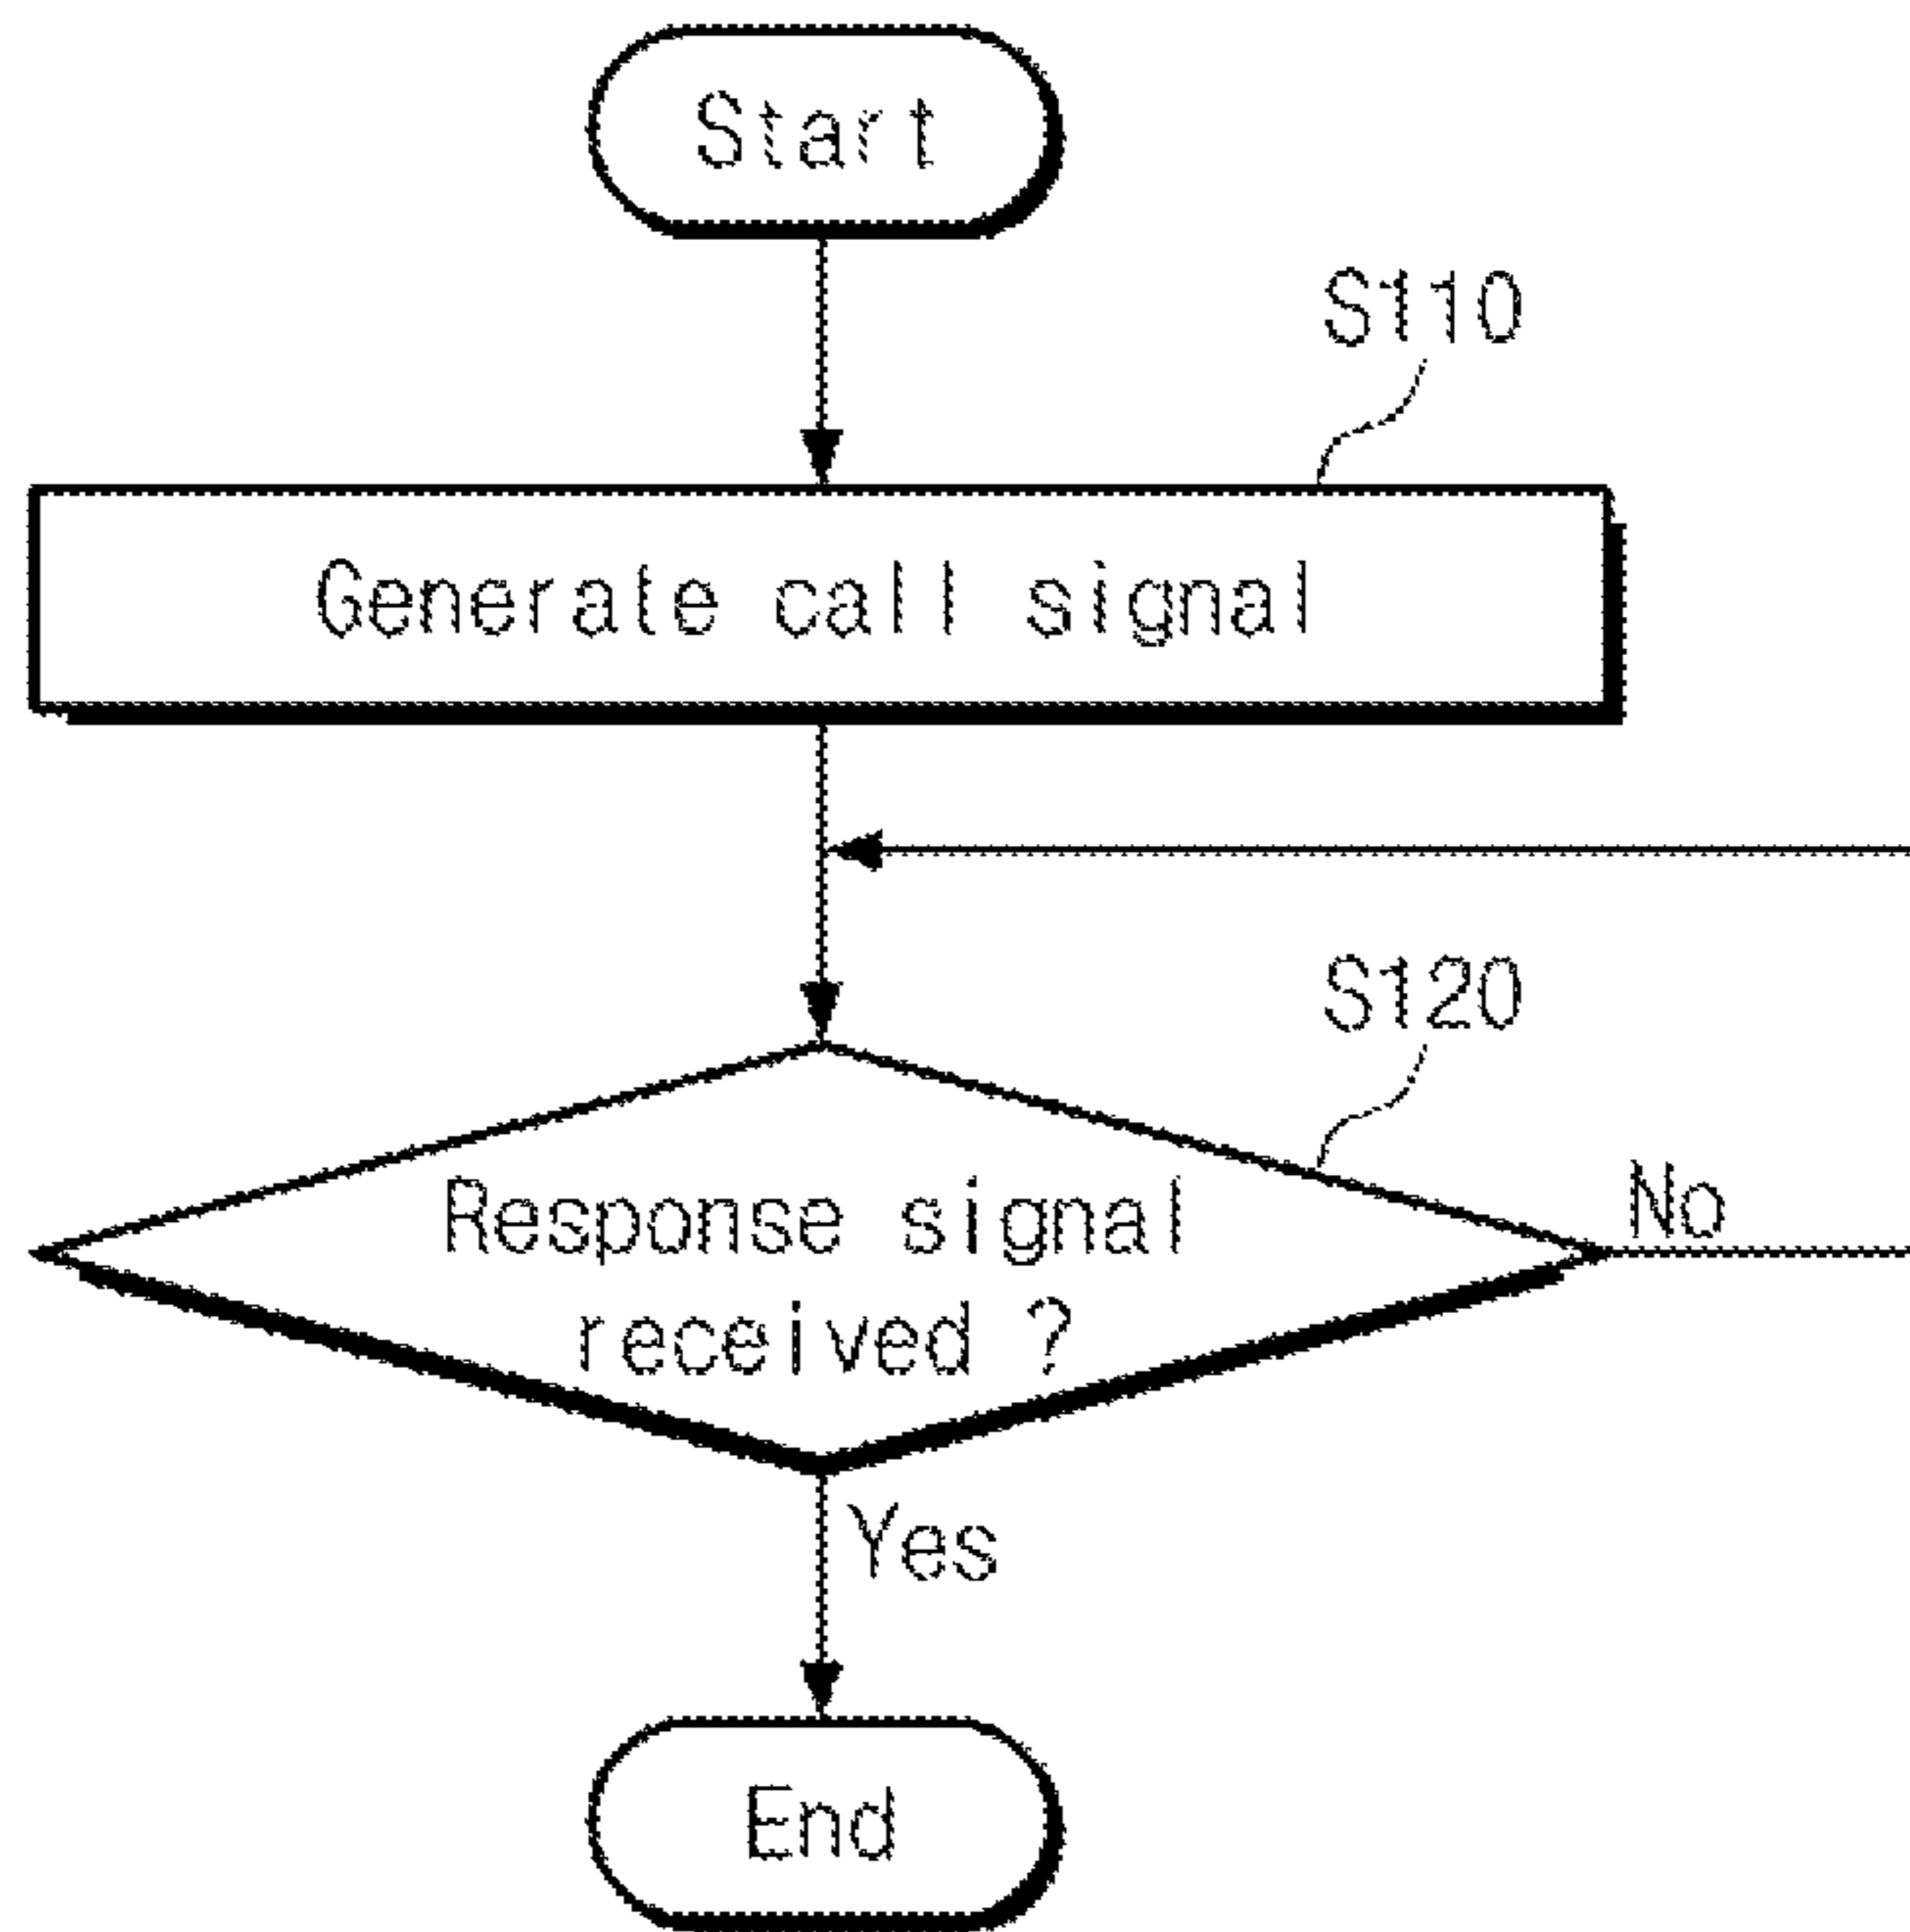 Start
S110
Generate call signal
S120
Response signal
received ?
No
Yes
End